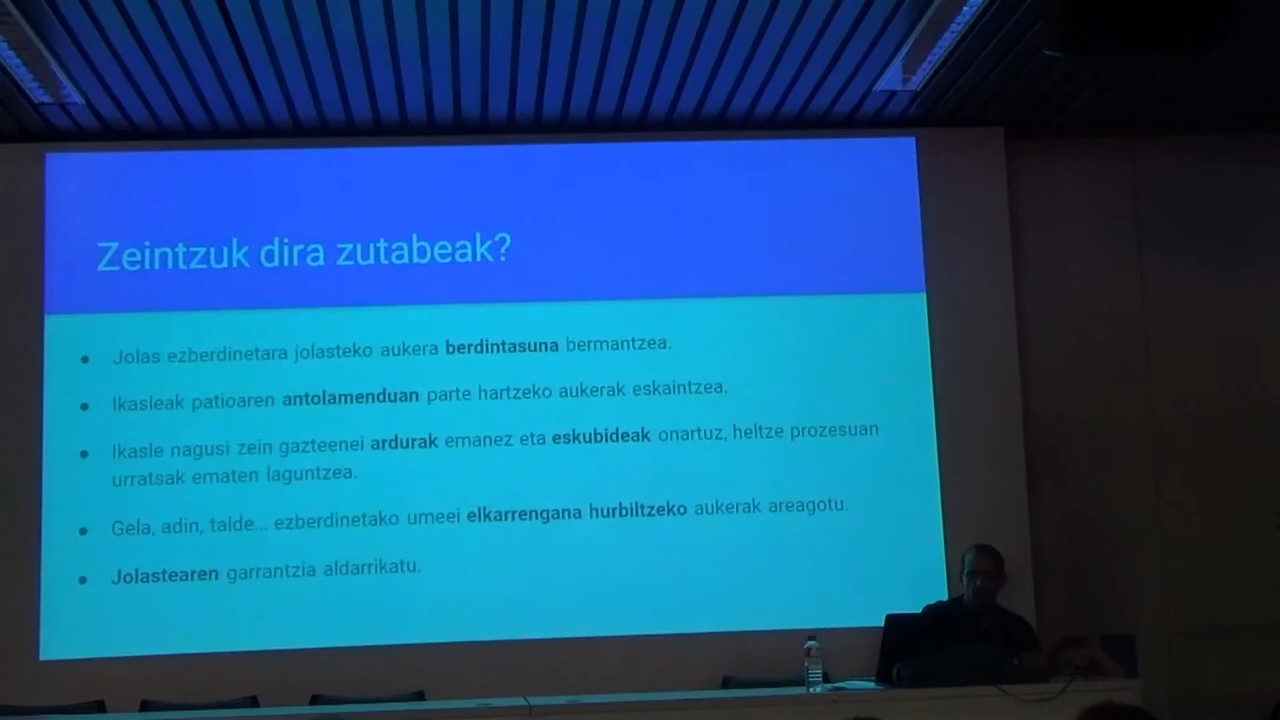 Zeintzuk dira zutabeak?
● Jolas ezberdinetara jolasteko aukera berdintasuna bermantzea.
● Ikasleak patioaren antolamenduan parte hartzeko aukerak eskaintzea.
● Ikasle nagusi zein gazteenei ardurak emanez eta eskubideak onartuz, heltze prozesuan
urratsak ematen laguntzea.
● Gela, adin, talde... ezberdinetako umeei elkarrengana hurbiltzeko aukerak areagotu.
● Jolastearen garrantzia aldarrikatu.